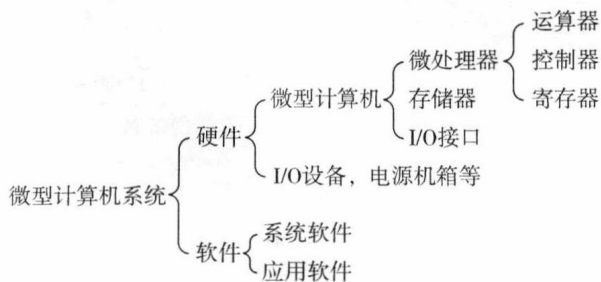 微型计算机系统
硬件
微型计算机
微处理器
运算器
控制器
寄存器
存储器
I/O接口
I/O设备，电源机箱等
软件
系统软件
应用软件